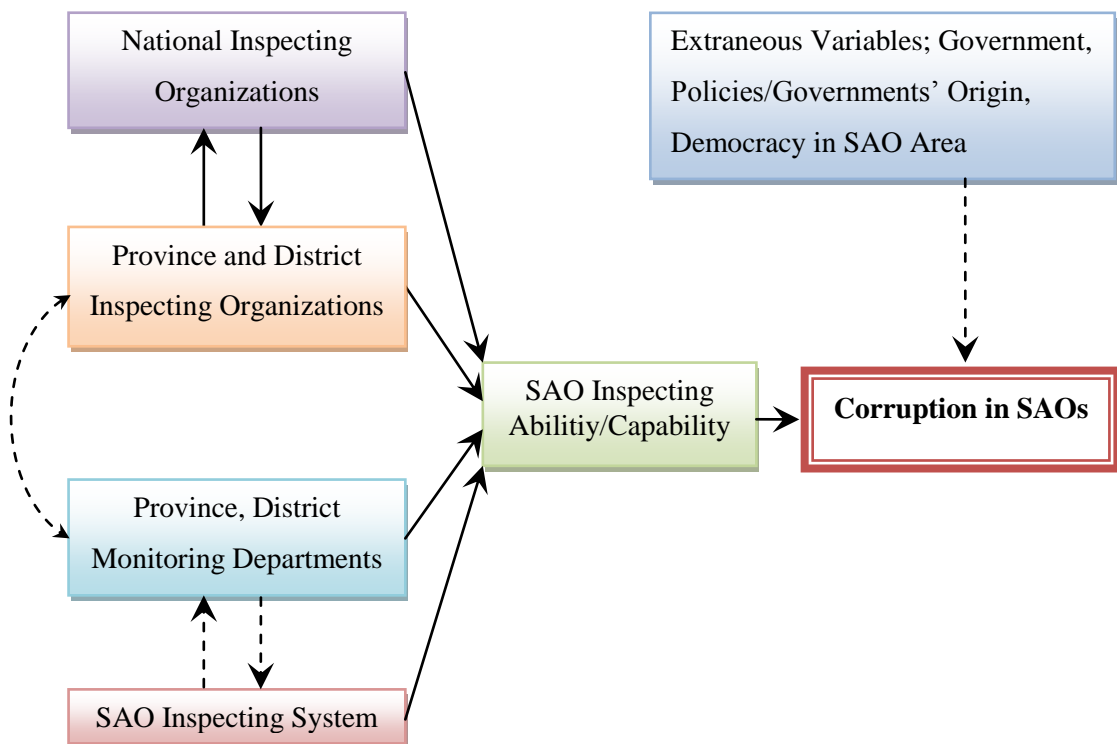 National Inspecting
Organizations
Extraneous Variables; Government,
Policies/Governments’ Origin,
Democracy in SAO Area
Province and District
Inspecting Organizations
SAO Inspecting
Abilitiy/Capability
Corruption in SAOs
Province, District
Monitoring Departments
SAO Inspecting System